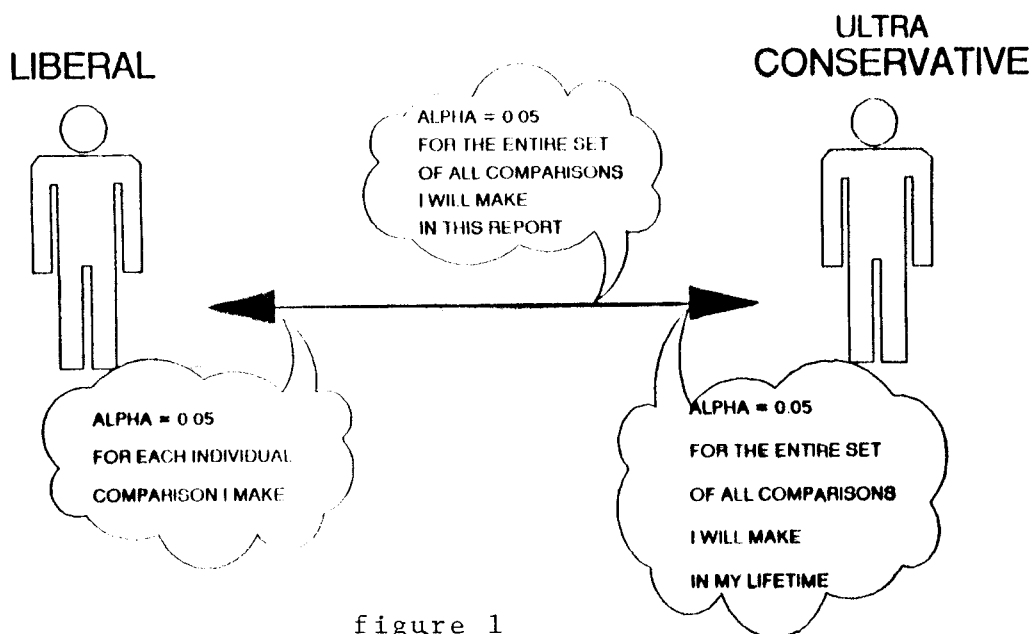 LIBERAL
ULTRA
CONSERVATIVE
ALPHA = 0.05
FOR THE ENTIRE SET
OF ALL COMPARISONS
I WILL MAKE
IN THIS REPORT
ALPHA = 0.05
FOR EACH INDIVIDUAL
COMPARISON I MAKE
ALPHA = 0.05
FOR THE ENTIRE SET
OF ALL COMPARISONS
I WILL MAKE
IN MY LIFETIME
figure 1